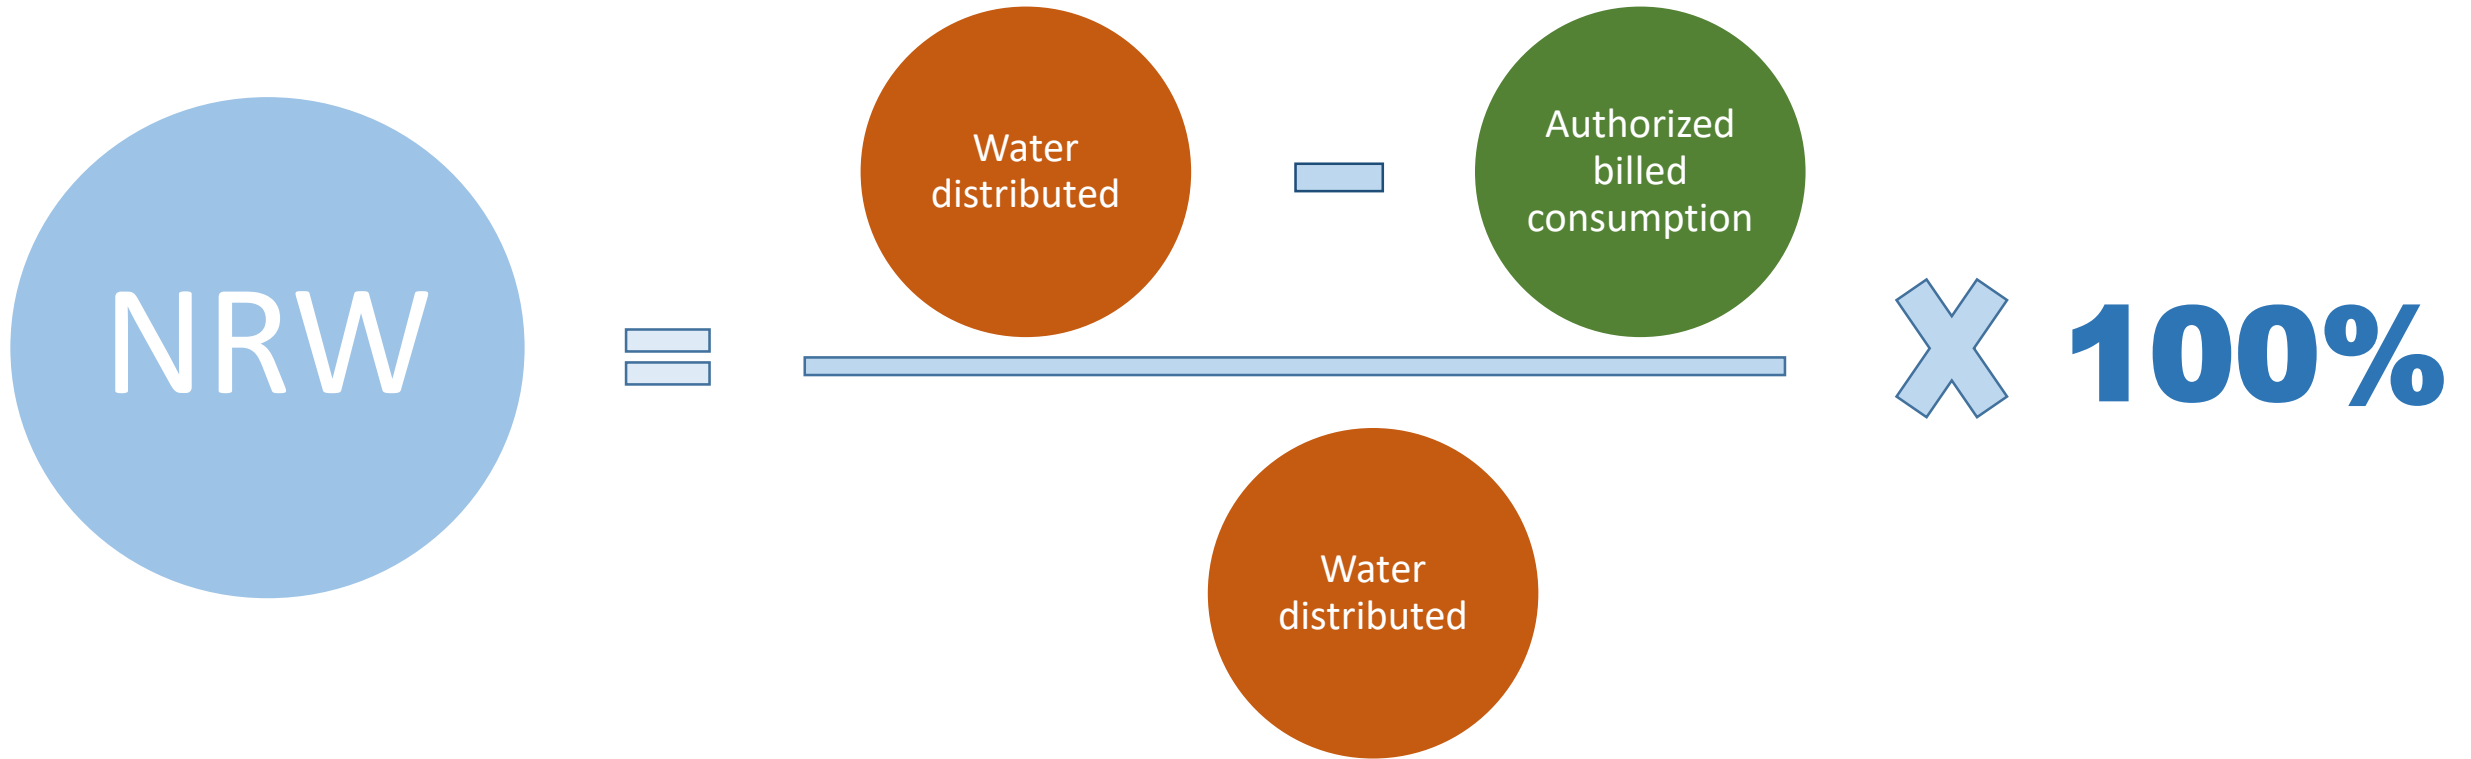 NRW
Water
distributed
Authorized
billed
consumption
100%
Water
distributed